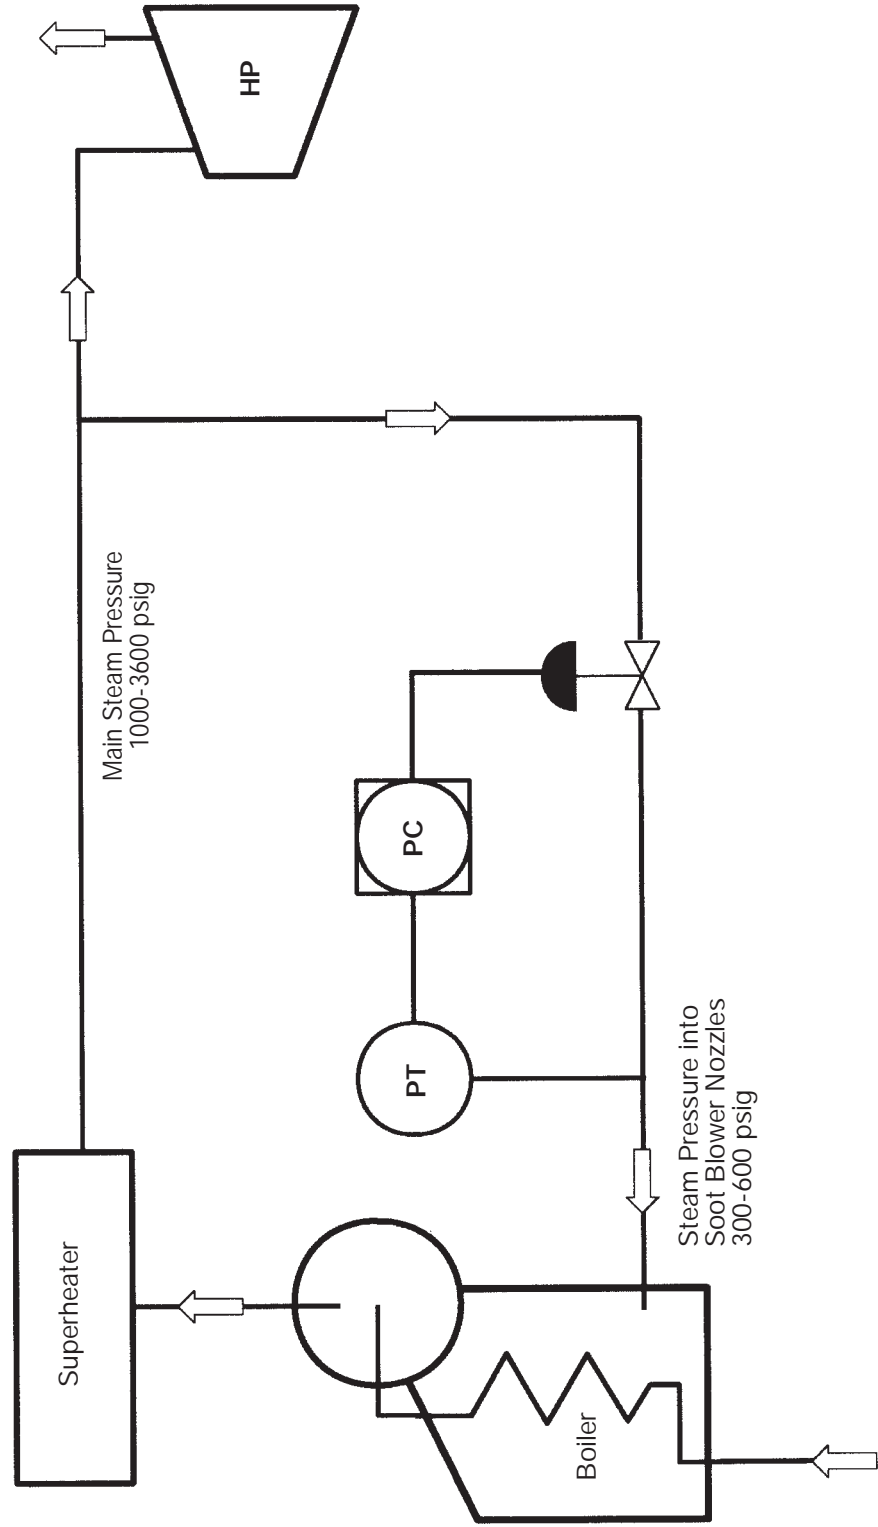 Superheater
Main Steam Pressure
1000-3600 psig
HP
PT
PC
Boiler
Steam Pressure into
Soot Blower Nozzles
300-600 psig